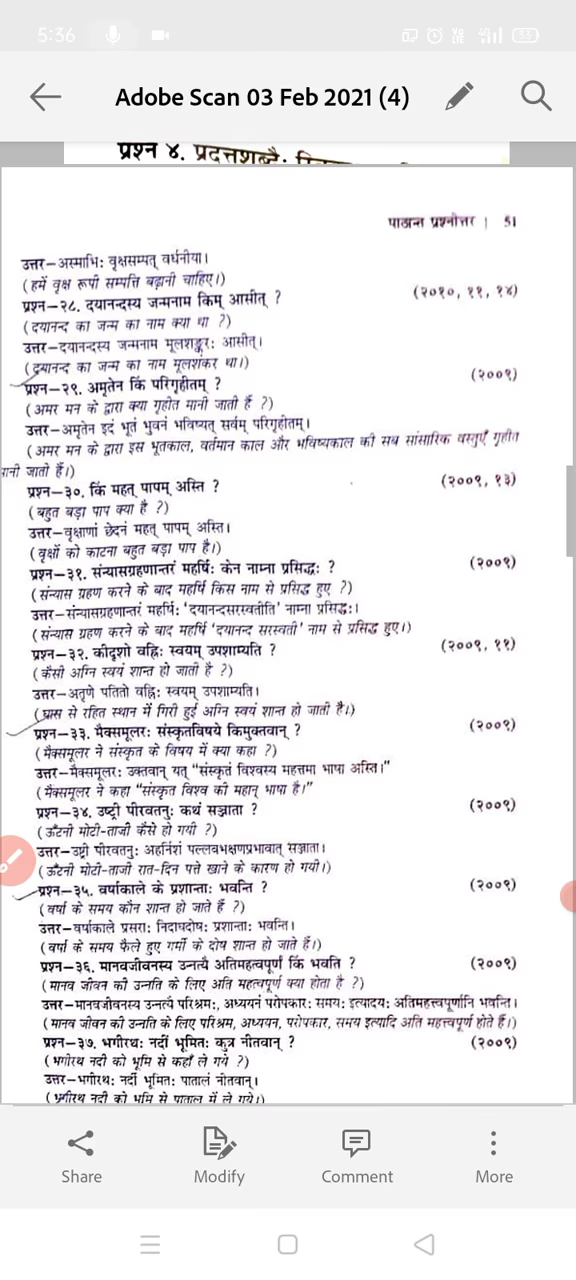 5:36
Adobe Scan 03 Feb 2021 (4)
प्रश्न ४. प्रदत्तशब्दैः
पाठान्त प्रश्नोत्तर | 51
उत्तर–अस्माभिः वृक्षसम्पत् वर्धनीया।
(हमें वृक्ष रूपी सम्पत्ति बढ़ानी चाहिए।)
प्रश्न–२८. दयानन्दस्य जन्मनाम किम् आसीत् ? (२०१०, ११, १४)
(दयानन्द का जन्म का नाम क्या था ?)
उत्तर–दयानन्दस्य जन्मनाम मूलशङ्करः आसीत्।
(दयानन्द का जन्म का नाम मूलशंकर था।)
प्रश्न–२९. अमृतेन किं परिगृहीतम् ? (२००९)
(अमर मन के द्वारा क्या गृहीत मानी जाती है ?)
उत्तर–अमृतेन इदं भूतं भुवनं भविष्यत् सर्वम् परिगृहीतम्।
(अमर मन के द्वारा इस भूतकाल, वर्तमान काल और भविष्यकाल की सब सांसारिक वस्तुएँ गृहीत
मानी जाती हैं।)
प्रश्न–३०. किं महत् पापम् अस्ति ? (२००९, १३)
(बहुत बड़ा पाप क्या है ?)
उत्तर–वृक्षाणां छेदनं महत् पापम् अस्ति।
(वृक्षों को काटना बहुत बड़ा पाप है।)
प्रश्न–३१. संन्यासग्रहणान्तरं महर्षिः केन नाम्ना प्रसिद्धः ? (२००९)
(संन्यास ग्रहण करने के बाद महर्षि किस नाम से प्रसिद्ध हुए ?)
उत्तर–संन्यासग्रहणान्तरं महर्षिः ‘दयानन्दसरस्वतीति’ नाम्ना प्रसिद्धः।
(संन्यास ग्रहण करने के बाद महर्षि ‘दयानन्द सरस्वती’ नाम से प्रसिद्ध हुए।)
प्रश्न–३२. कीदृशो वह्निः स्वयम् उपशाम्यति ? (२००९, ११)
(कैसी अग्नि स्वयं शान्त हो जाती है ?)
उत्तर–अतृणे पतितो वह्निः स्वयम् उपशाम्यति।
(घास से रहित स्थान में गिरी हुई अग्नि स्वयं शान्त हो जाती है।)
प्रश्न–३३. मैक्समूलरः संस्कृतविषये किमुक्तवान् ? (२००९)
(मैक्समूलर ने संस्कृत के विषय में क्या कहा ?)
उत्तर–मैक्समूलरः उक्तवान् यत् “संस्कृतं विश्वस्य महत्तमा भाषा अस्ति।”
(मैक्समूलर ने कहा “संस्कृत विश्व की महान् भाषा है।”
प्रश्न–३४. उष्ट्री पीरवतनुः कथं सञ्जाता ? (२००९)
(ऊँटनी मोटी-ताजी कैसे हो गयी ?)
उत्तर–उष्ट्री पीरवतनुः अहर्निशं पल्लवभक्षणप्रभावात् सञ्जाता।
(ऊँटनी मोटी-ताजी रात-दिन पत्ते खाने के कारण हो गयी।)
प्रश्न–३५. वर्षाकाले के प्रशान्ताः भवन्ति ? (२००९)
(वर्षा के समय कौन शान्त हो जाते हैं ?)
उत्तर–वर्षाकाले प्रसराः निदाघदोषः प्रशान्ताः भवन्ति।
(वर्षा के समय फैले हुए गर्मी के दोष शान्त हो जाते हैं।)
प्रश्न–३६. मानवजीवनस्य उन्नत्यै अतिमहत्वपूर्णं किं भवति ? (२००९)
(मानव जीवन की उन्नति के लिए अति महत्वपूर्ण क्या होता है ?)
उत्तर–मानवजीवनस्य उन्नत्यै परिश्रमः, अध्ययनं परोपकारः समयः इत्यादयः अतिमहत्त्वपूर्णानि भवन्ति।
(मानव जीवन की उन्नति के लिए परिश्रम, अध्ययन, परोपकार, समय इत्यादि अति महत्त्वपूर्ण होते हैं।)
प्रश्न–३७. भगीरथः नदीं भूमितः कुत्र नीतवान् ? (२००९)
(भगीरथ नदी को भूमि से कहाँ ले गये ?)
उत्तर–भगीरथः नदीं भूमितः पातालं नीतवान्।
(भगीरथ नदी को भूमि से पाताल में ले गये।)
Share
Modify
Comment
More